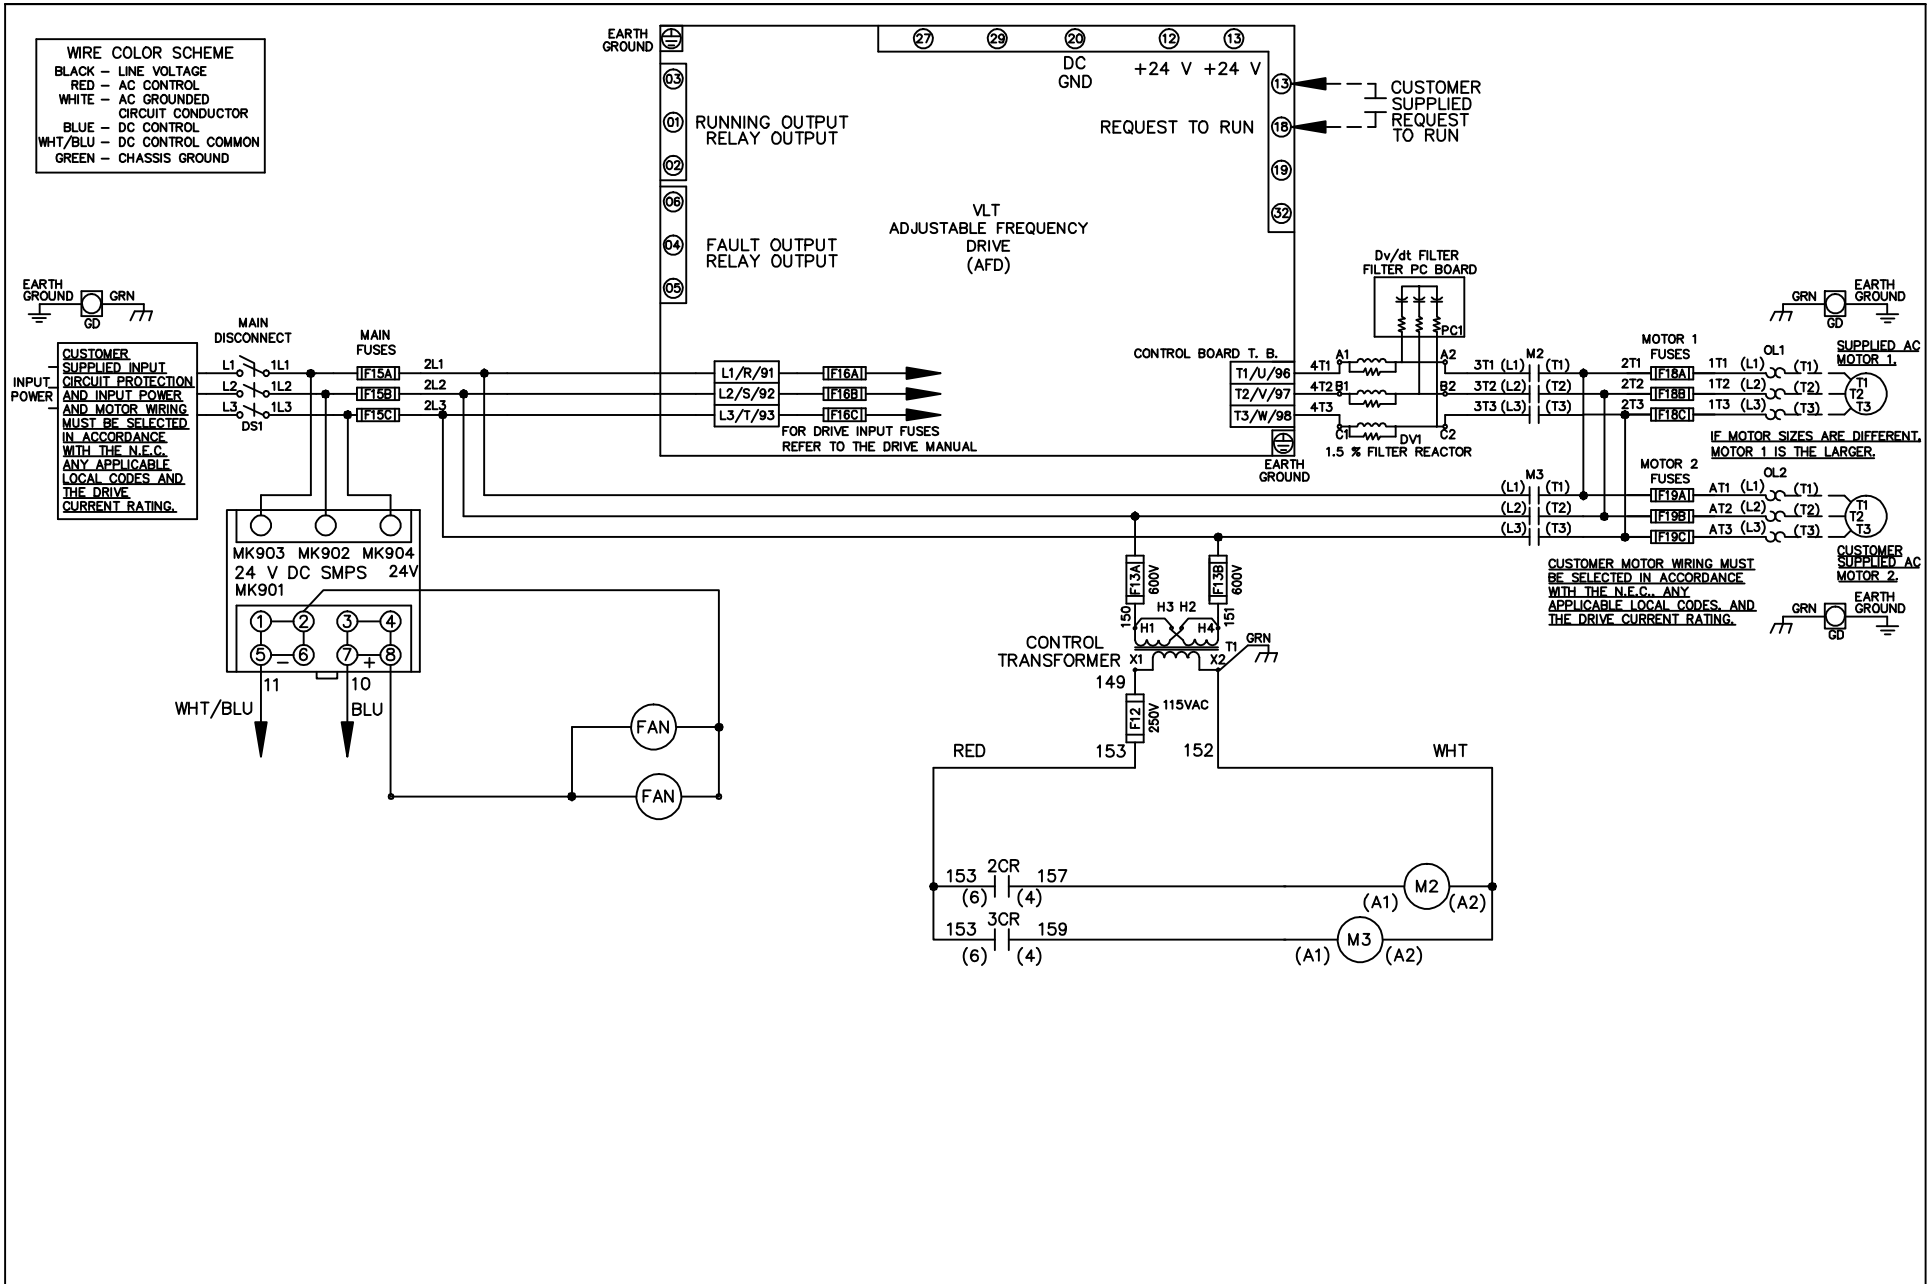 WIRE COLOR SCHEME
BLACK – LINE VOLTAGE
RED – AC CONTROL
WHITE – AC GROUNDED
CIRCUIT CONDUCTOR
BLUE – DC CONTROL
WHT/BLU – DC CONTROL COMMON
GREEN – CHASSIS GROUND
EARTH
GROUND
03
01
02
RUNNING OUTPUT
RELAY OUTPUT
06
04
05
FAULT OUTPUT
RELAY OUTPUT
27
29
20
12
13
DC
GND
+24 V
+24 V
13
18
19
32
REQUEST TO RUN
CUSTOMER
SUPPLIED
REQUEST
TO RUN
VLT
ADJUSTABLE FREQUENCY
DRIVE
(AFD)
EARTH
GROUND
GRN
GD
INPUT
POWER
CUSTOMER
SUPPLIED INPUT
CIRCUIT PROTECTION
AND INPUT POWER
AND MOTOR WIRING
MUST BE SELECTED
IN ACCORDANCE
WITH THE N.E.C.
ANY APPLICABLE
LOCAL CODES AND
THE DRIVE
CURRENT RATING.
MAIN
DISCONNECT
L1 1L1
L2 1L2
L3 1L3
DS1
MAIN
FUSES
F15A
F15B
F15C
2L1
2L2
2L3
L1/R/91
L2/S/92
L3/T/93
F16A
F16B
F16C
FOR DRIVE INPUT FUSES
REFER TO THE DRIVE MANUAL
CONTROL BOARD T. B.
T1/U/96
T2/V/97
T3/W/98
EARTH
GROUND
Dv/dt FILTER
FILTER PC BOARD
PC1
4T1 A1 A2
4T2 B1 B2
4T3 C1 C2
DV1
1.5 % FILTER REACTOR
M2
3T1 (L1) (T1)
3T2 (L2) (T2)
3T3 (L3) (T3)
MOTOR 1
FUSES
2T1 F18A 1T1 (L1) (T1)
2T2 F18B 1T2 (L2) (T2)
2T3 F18C 1T3 (L3) (T3)
OL1
GRN
GD
EARTH
GROUND
SUPPLIED AC
MOTOR 1.
T1
T2
T3
IF MOTOR SIZES ARE DIFFERENT,
MOTOR 1 IS THE LARGER.
M3
(L1) (T1)
(L2) (T2)
(L3) (T3)
MOTOR 2
FUSES
F19A AT1 (L1) (T1)
F19B AT2 (L2) (T2)
F19C AT3 (L3) (T3)
OL2
T1
T2
T3
CUSTOMER
SUPPLIED AC
MOTOR 2.
CUSTOMER MOTOR WIRING MUST
BE SELECTED IN ACCORDANCE
WITH THE N.E.C., ANY
APPLICABLE LOCAL CODES, AND
THE DRIVE CURRENT RATING.
GRN
GD
EARTH
GROUND
MK903 MK902 MK904
24 V DC SMPS 24V
MK901
1 2 3 4
5 – 6 7 + 8
11
10
WHT/BLU
BLU
FAN
FAN
F13A
600V
F13B
600V
150
151
H3 H2
H1 H4
CONTROL
TRANSFORMER
X1 X2
T1
GRN
149
F12
250V
115VAC
153
152
RED
WHT
153 2CR 157
(6) (4)
(A1) M2 (A2)
153 3CR 159
(6) (4)
(A1) M3 (A2)